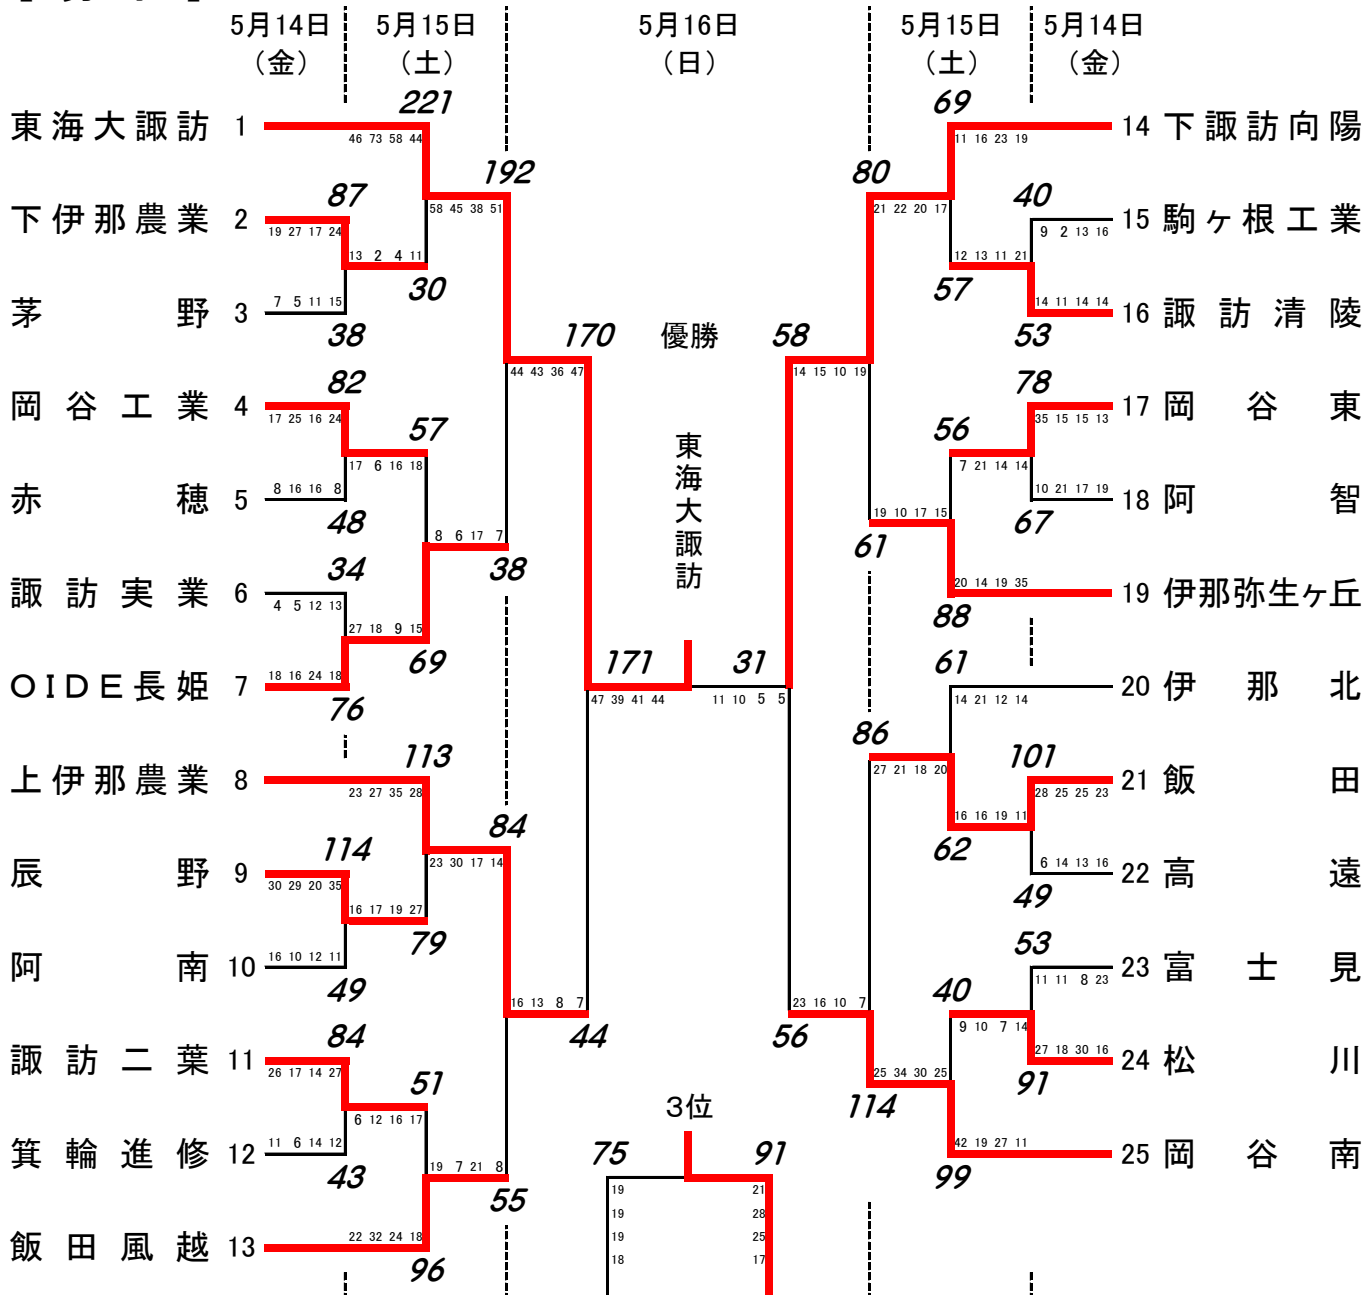 5月14日 5月15日 5月16日 5月15日 5月14日
（金） （土） （日） （土） （金）
221 69
東海大諏訪 1 46 73 58 44 11 16 23 19 14 下諏訪向陽
192 80
87 40
下伊那農業 2 19 27 17 24 58 45 38 51 21 22 20 17 9 2 13 16 15 駒ヶ根工業
13 2 4 11 12 13 11 21
30 57
茅野 3 7 5 11 15 14 11 14 14 16 諏訪清陵
38 170 優勝 58 53
44 43 36 47 14 15 10 19
82 78
岡谷工業 4 17 25 16 24 35 15 15 13 17 岡谷東
57 56
17 6 16 18 7 21 14 14
赤穂 5 8 16 16 8 10 21 17 19 18 阿智
48 67
東海大諏訪
8 6 17 7 19 10 17 15
34 38 61
諏訪実業 6 4 5 12 13 20 14 19 35 19 伊那弥生ヶ丘
88
27 18 9 15
69 171 31 61
OIDE長姫 7 18 16 24 18 47 39 41 44 11 10 5 5 14 21 12 14 20 伊那北
76
113 86 101
上伊那農業 8 23 27 35 28 27 21 18 20 28 25 25 23 21 飯田
84
16 16 19 11
114 62
辰野 9 30 29 20 35 23 30 17 14 6 14 13 16 22 高遠
49
16 17 19 27
79 53
阿南 10 16 10 12 11 11 11 8 23 23 富士見
49 40
16 13 8 7 23 16 10 7 9 10 7 14
84 44 56
諏訪二葉 11 26 17 14 27 27 18 30 16 24 松川
51 25 34 30 25 91
6 12 16 17 3位 114
箕輪進修 12 11 6 14 12 75 91 42 19 27 11 25 岡谷南
43 99
19 7 21 8
55
19 21
19 28
飯田風越 13 22 32 24 18 19 25
96 18 17